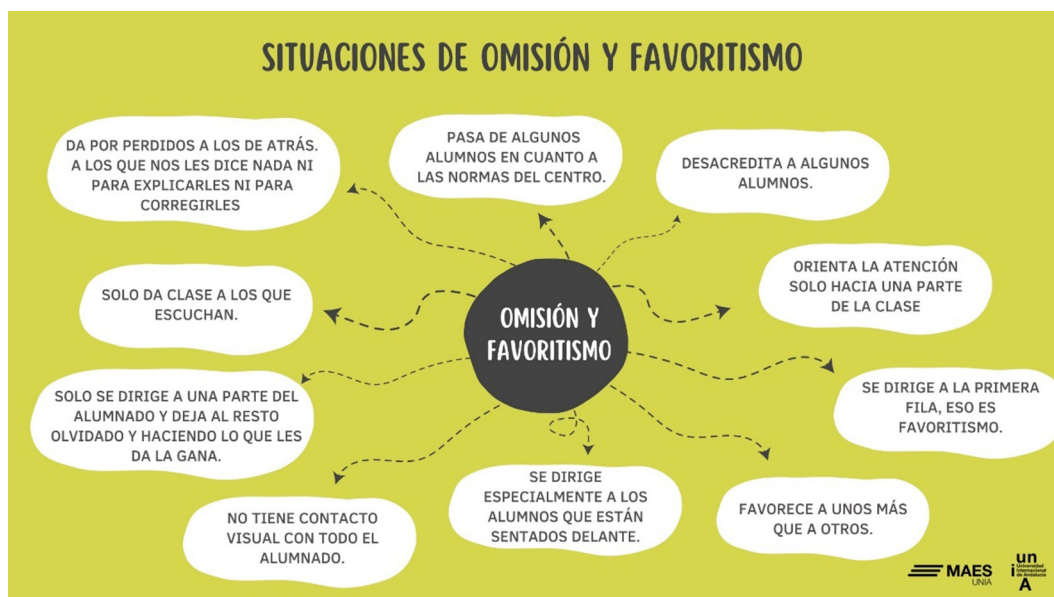 SITUACIONES DE OMISIÓN Y FAVORITISMO
DA POR PERDIDOS A LOS DE ATRÁS.
A LOS QUE NOS LES DICE NADA NI
PARA EXPLICARLES NI PARA
CORREGIRLES
PASA DE ALGUNOS
ALUMNOS EN CUANTO A
LAS NORMAS DEL CENTRO.
DESACREDITA A ALGUNOS
ALUMNOS.
SOLO DA CLASE A LOS QUE
ESCUCHAN.
OMISIÓN Y
FAVORITISMO
ORIENTA LA ATENCIÓN
SOLO HACIA UNA PARTE
DE LA CLASE
SOLO SE DIRIGE A UNA PARTE DEL
ALUMNADO Y DEJA AL RESTO
OLVIDADO Y HACIENDO LO QUE LES
DA LA GANA.
SE DIRIGE A LA PRIMERA
FILA, ESO ES
FAVORITISMO.
NO TIENE CONTACTO
VISUAL CON TODO EL
ALUMNADO.
SE DIRIGE
ESPECIALMENTE A LOS
ALUMNOS QUE ESTÁN
SENTADOS DELANTE.
FAVORECE A UNOS MÁS
QUE A OTROS.
MAES
UNIA
un
i Universidad
Internacional
de Andalucía
A